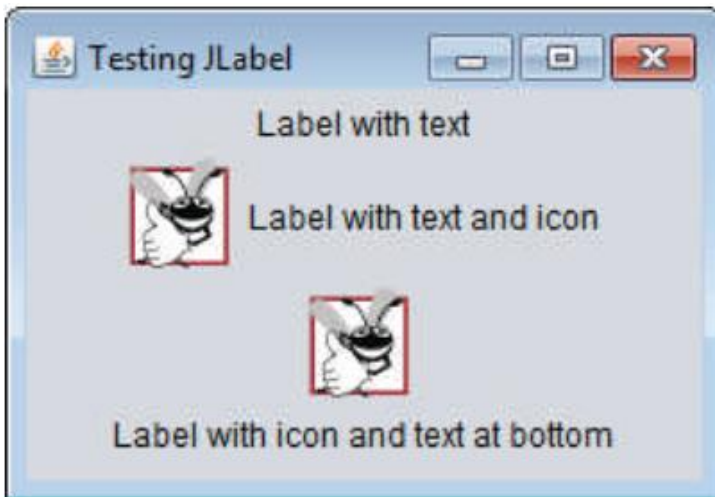 Testing JLabel
Label with text
Label with text and icon
Label with icon and text at bottom